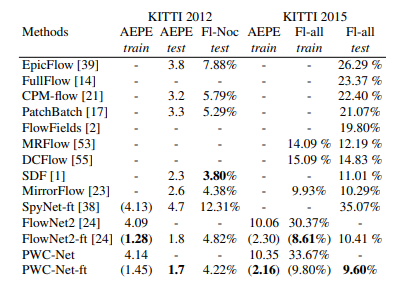 KITTI 2012 KITTI 2015
Methods AEPE AEPE Fl-Noc AEPE Fl-all Fl-all
train test test train train test
EpicFlow [39] - 3.8 7.88% - - 26.29 %
FullFlow [14] - - - - - 23.37 %
CPM-flow [21] - 3.2 5.79% - - 22.40 %
PatchBatch [17] - 3.3 5.29% - - 21.07%
FlowFields [2] - - - - - 19.80%
MRFlow [53] - - - - 14.09 % 12.19 %
DCFlow [55] - - - - 15.09 % 14.83 %
SDF [1] - 2.3 3.80% - - 11.01 %
MirrorFlow [23] - 2.6 4.38% - 9.93% 10.29%
SpyNet-ft [38] (4.13) 4.7 12.31% - - 35.07%
FlowNet2 [24] 4.09 - - 10.06 30.37% -
FlowNet2-ft [24] (1.28) 1.8 4.82% (2.30) (8.61%) 10.41 %
PWC-Net 4.14 - - 10.35 33.67% -
PWC-Net-ft (1.45) 1.7 4.22% (2.16) (9.80%) 9.60%